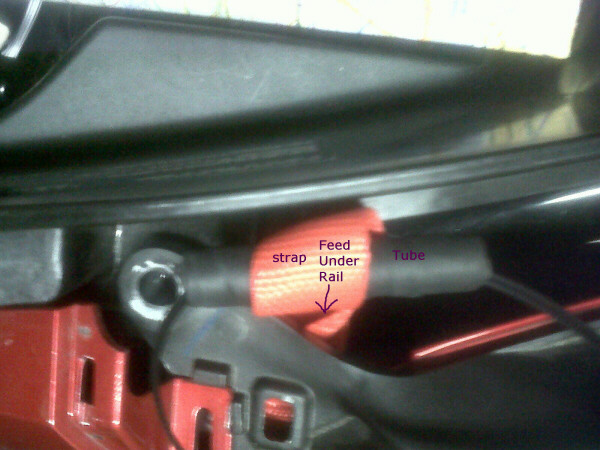 strap
Feed
Under
Rail
Tube